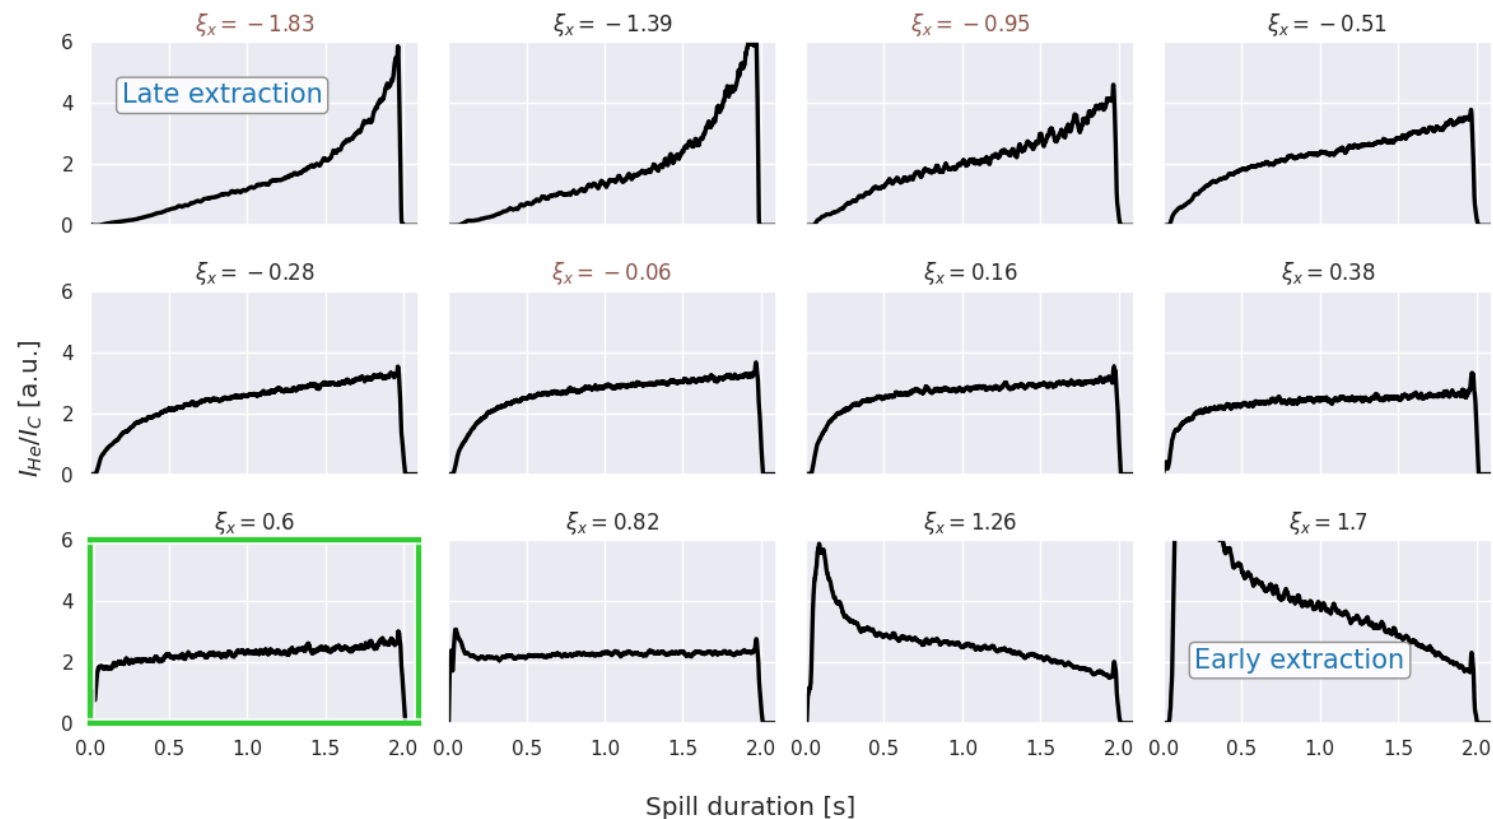 ξx = −1.83 ξx = −1.39 ξx = −0.95 ξx = −0.51
6
Late extraction
4
2
0
ξx = −0.28 ξx = −0.06 ξx = 0.16 ξx = 0.38
6
4
2
0
IHe/IC [a.u.]
ξx = 0.6 ξx = 0.82 ξx = 1.26 ξx = 1.7
6
4
2
0
Early extraction
0.0 0.5 1.0 1.5 2.0 0.0 0.5 1.0 1.5 2.0 0.0 0.5 1.0 1.5 2.0 0.0 0.5 1.0 1.5 2.0
Spill duration [s]